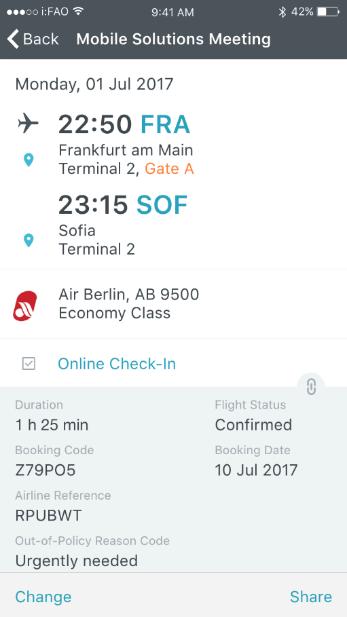 i:FAO 9:41 AM 42%
Back Mobile Solutions Meeting
Monday, 01 Jul 2017
22:50 FRA
Frankfurt am Main
Terminal 2, Gate A
23:15 SOF
Sofia
Terminal 2
Air Berlin, AB 9500
Economy Class
Online Check-In
Duration Flight Status
1 h 25 min Confirmed
Booking Code Booking Date
Z79PO5 10 Jul 2017
Airline Reference
RPUBWT
Out-of-Policy Reason Code
Urgently needed
Change Share